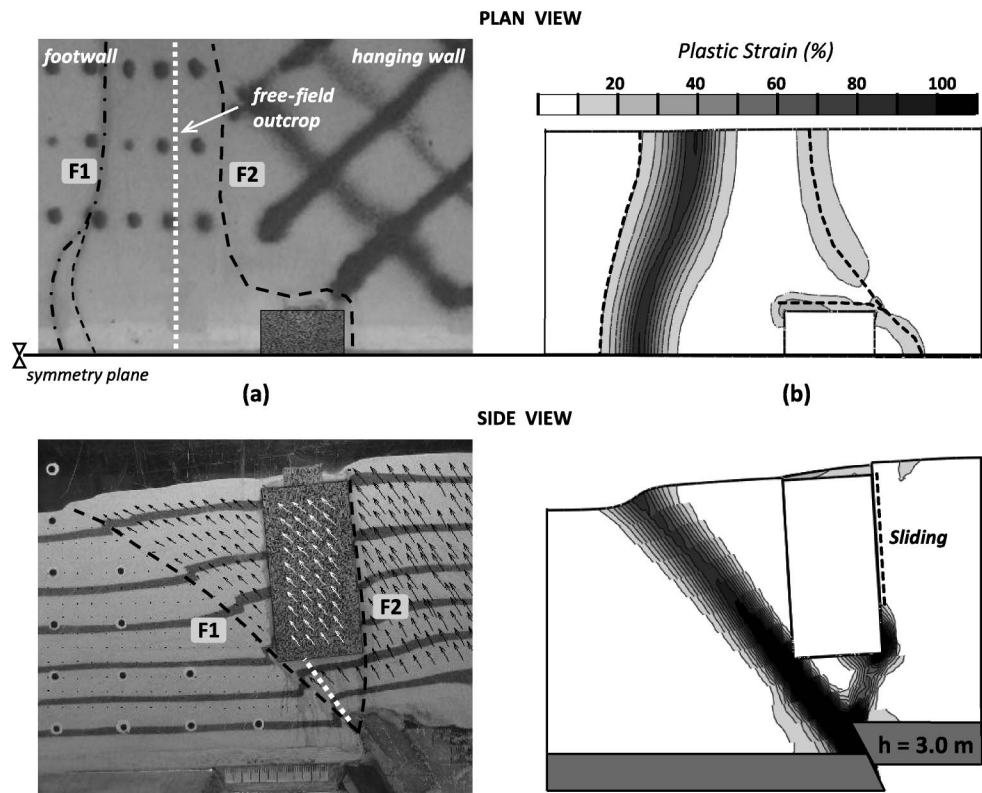 PLAN VIEW
footwall
hanging wall
free-field
outcrop
F1
F2
symmetry plane
(a)
Plastic Strain (%)
20 40 60 80 100
(b)
SIDE VIEW
F1
F2
Sliding
h = 3.0 m